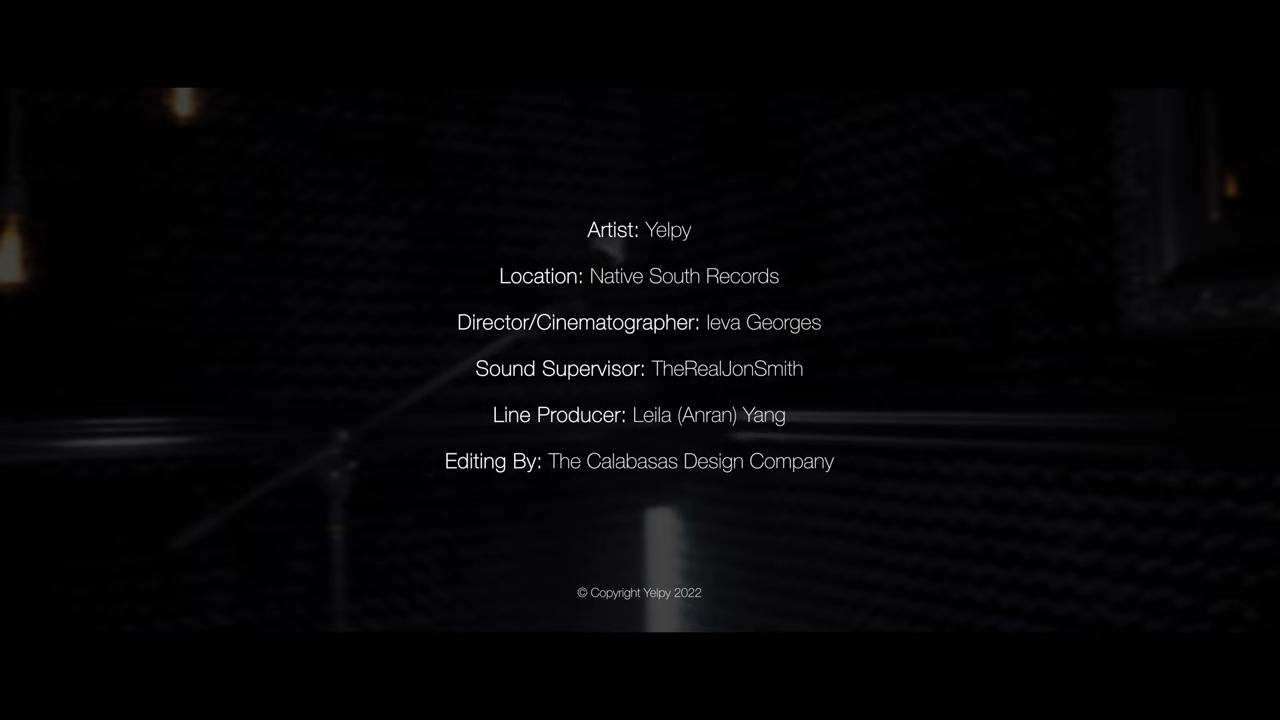 Artist: Yelpy
Location: Native South Records
Director/Cinematographer: Ieva Georges
Sound Supervisor: TheRealJonSmith
Line Producer: Leila (Anran) Yang
Editing By: The Calabasas Design Company
© Copyright Yelpy 2022